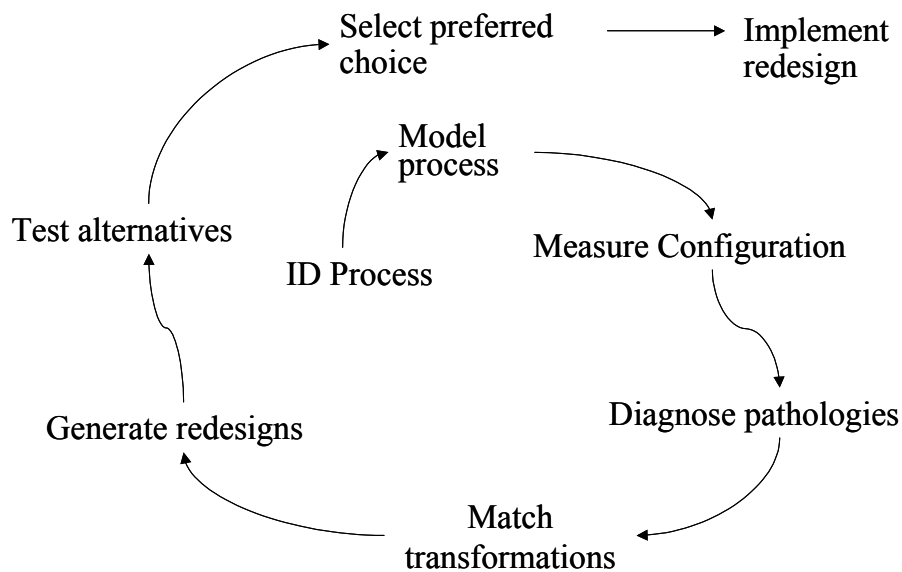 Select preferred
choice
Implement
redesign
Model
process
Test alternatives
Measure Configuration
ID Process
Generate redesigns
Diagnose pathologies
Match
transformations